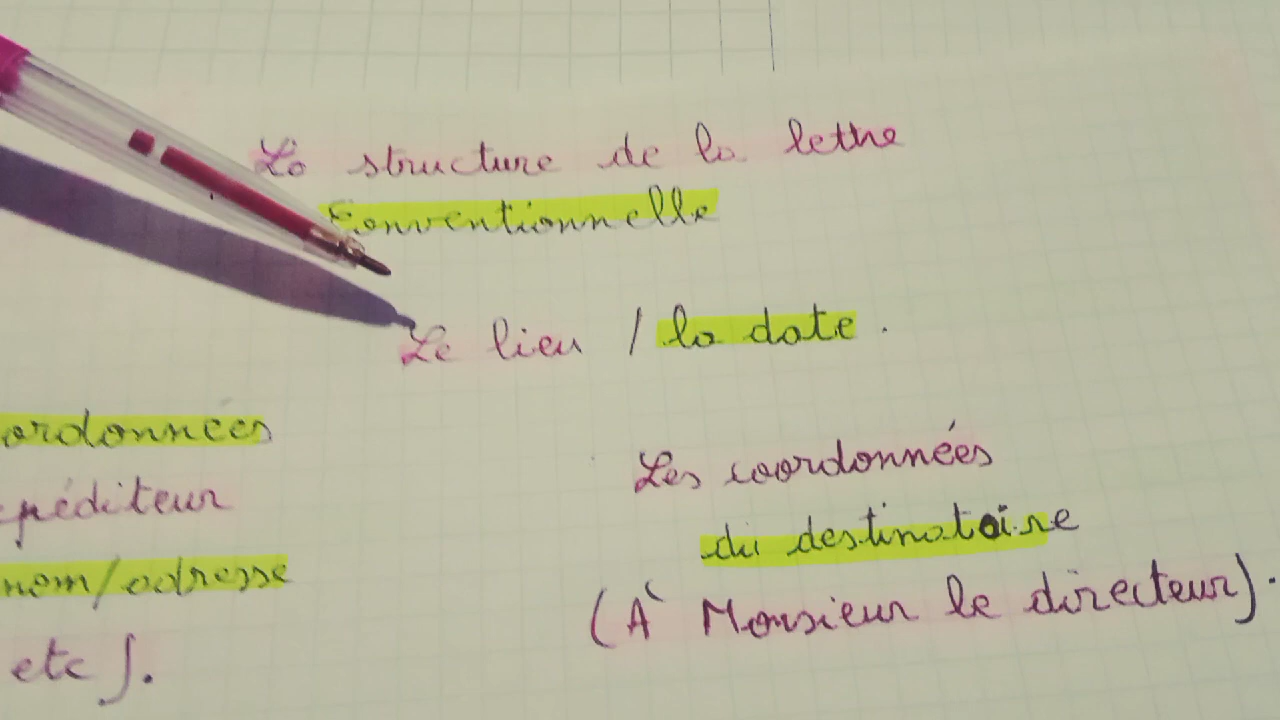 La structure de la lettre
Conventionnelle
Le lieu / la date.
ordonnées
péditeur
nom/adresse
etc).
Les coordonnées
du destinataire
(À Monsieur le directeur).